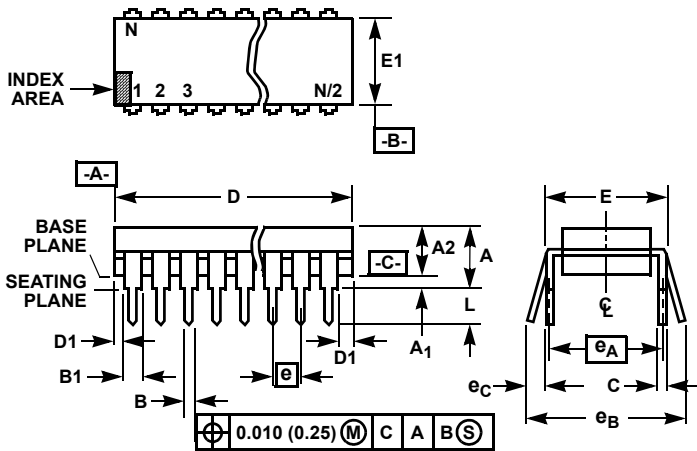 N
E1
INDEX
AREA
1 2 3 N/2
-B-
-A-
D
E
BASE
PLANE
A2
A
-C-
SEATING
PLANE
L
C
L
D1
A1
D1
eA
B1
e
eC
C
B
eB
0.010 (0.25) M C A B S